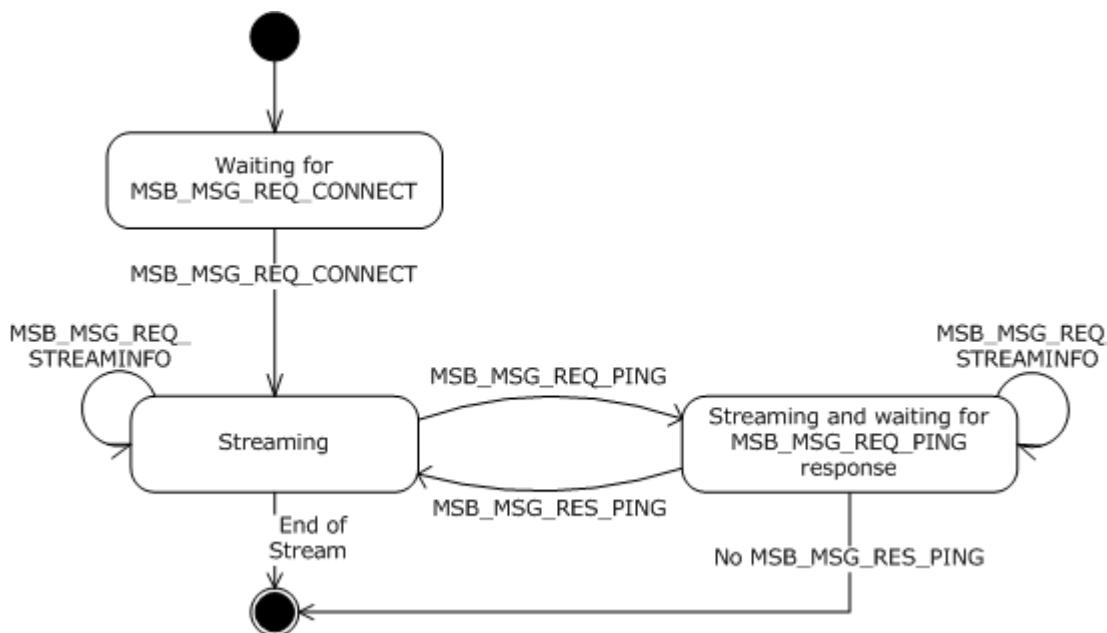 Waiting for
MSB_MSG_REQ_CONNECT
MSB_MSG_REQ_CONNECT
MSB_MSG_REQ_
STREAMINFO
MSB_MSG_REQ_
STREAMINFO
MSB_MSG_REQ_PING
Streaming
Streaming and waiting for
MSB_MSG_REQ_PING
response
MSB_MSG_RES_PING
End of
Stream
No MSB_MSG_RES_PING